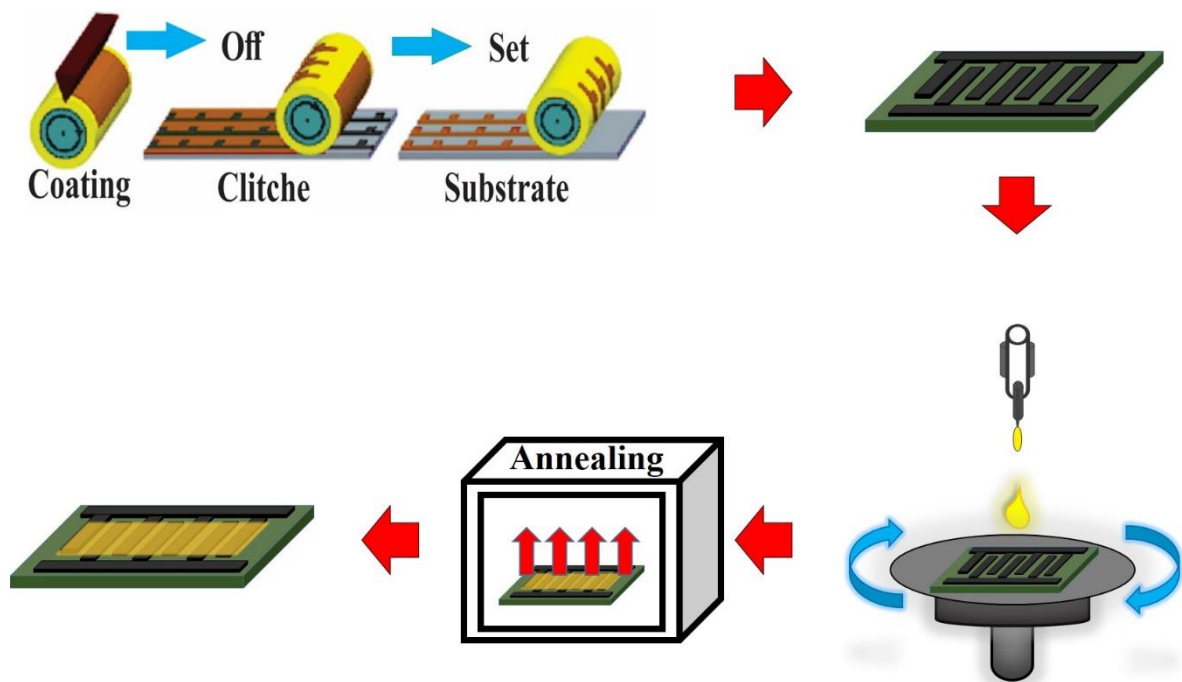 Off
Set
Coating
Clitche
Substrate
Annealing